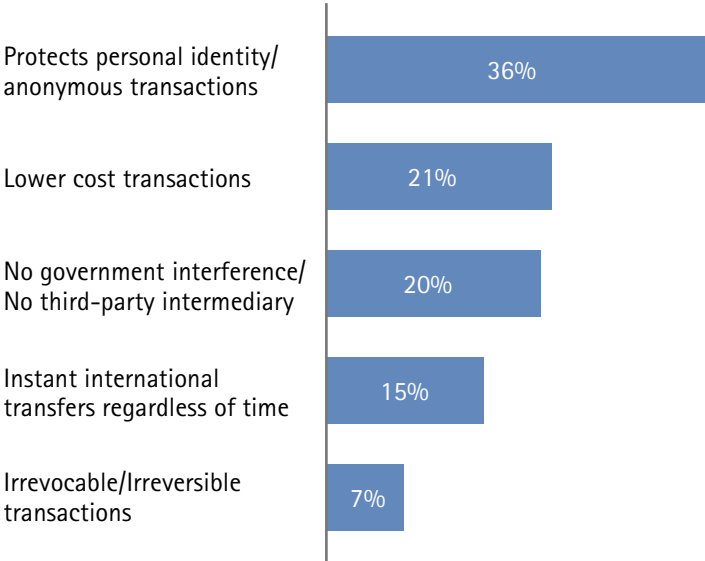 Protects personal identity/
anonymous transactions
36%
Lower cost transactions
21%
No government interference/
No third-party intermediary
20%
Instant international
transfers regardless of time
15%
Irrevocable/Irreversible
transactions
7%